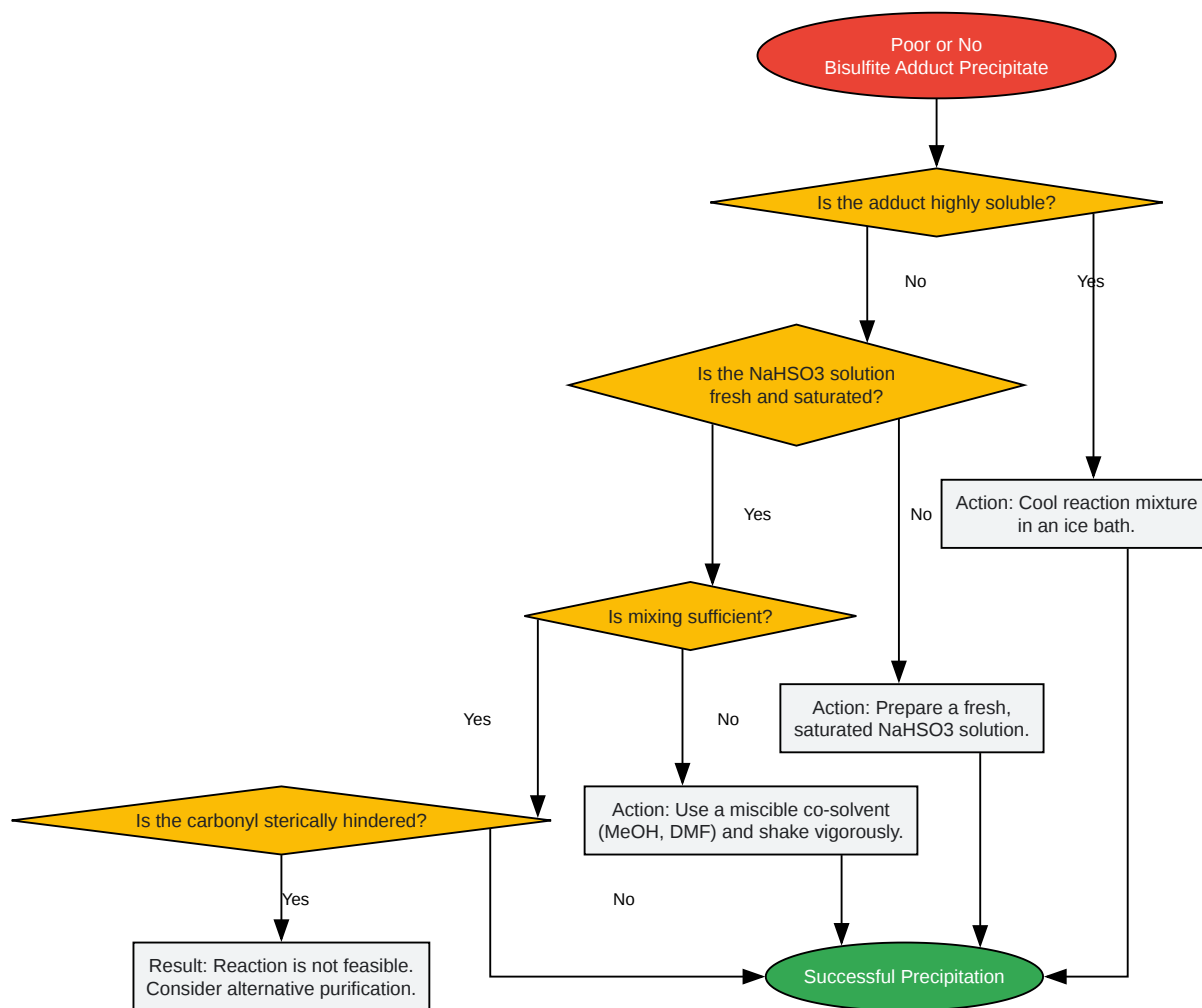 Poor or No
Bisulfite Adduct Precipitate
Is the adduct highly soluble?
No
Yes
Is the NaHSO3 solution
fresh and saturated?
Action: Cool reaction mixture
in an ice bath.
Yes
No
Is mixing sufficient?
Action: Prepare a fresh,
saturated NaHSO3 solution.
Yes
No
Is the carbonyl sterically hindered?
Action: Use a miscible co-solvent
(MeOH, DMF) and shake vigorously.
Yes
No
Result: Reaction is not feasible.
Consider alternative purification.
Successful Precipitation